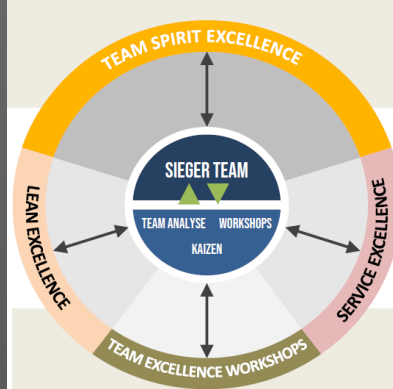 TEAM SPIRIT EXCELLENCE
SIEGER TEAM
TEAM ANALYSE WORKSHOPS
KAIZEN
LEAN EXCELLENCE
SERVICE EXCELLENCE
TEAM EXCELLENCE WORKSHOPS